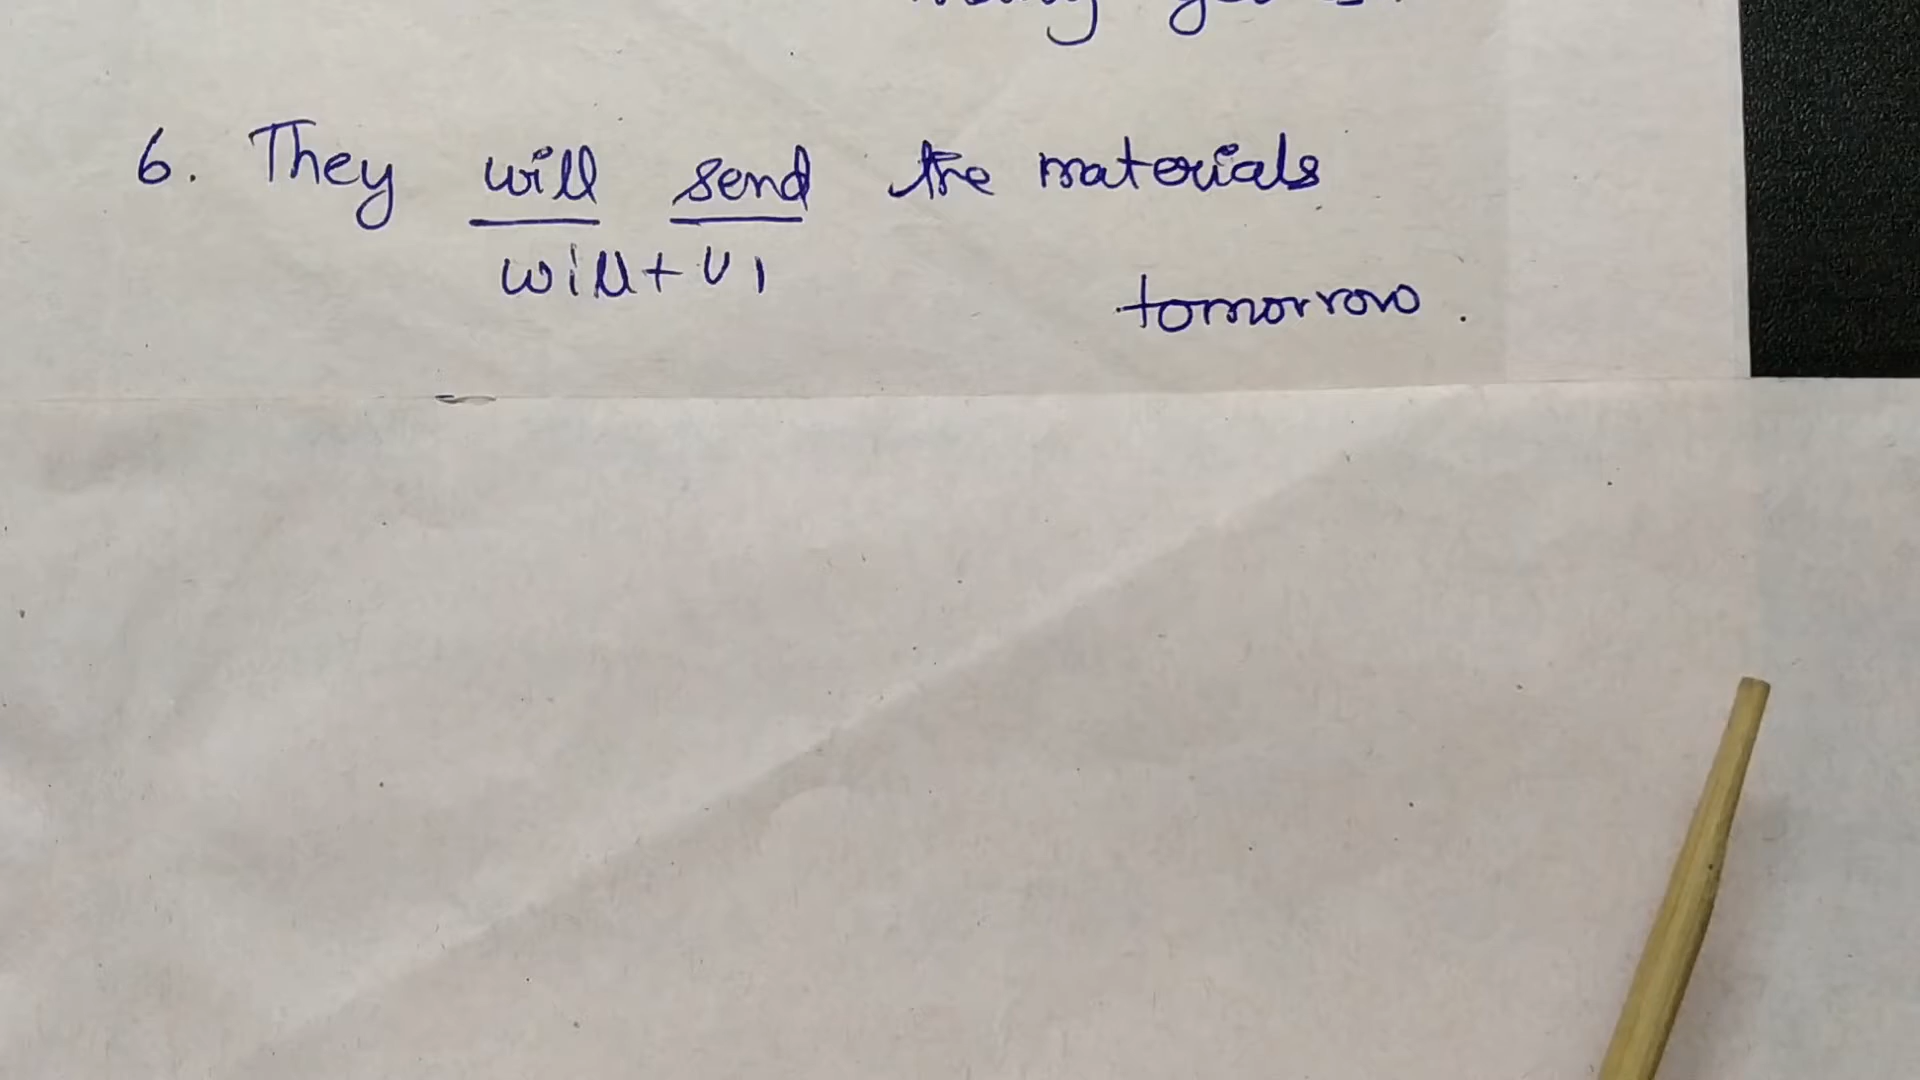 6. They will send the materials
will + V1
tomorrow.